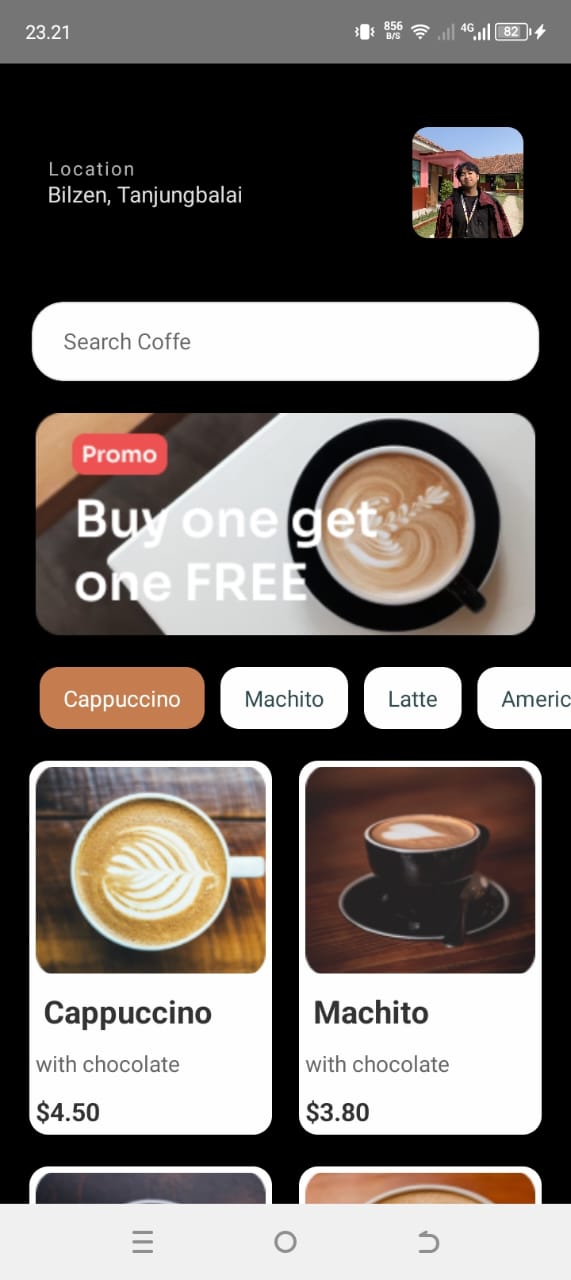 23.21
856
B/S
4G
82
Location
Bilzen, Tanjungbalai
Search Coffe
Promo
Buy one get
one FREE
Cappuccino
Machito
Latte
Americ
Cappuccino
Machito
with chocolate
with chocolate
$4.50
$3.80